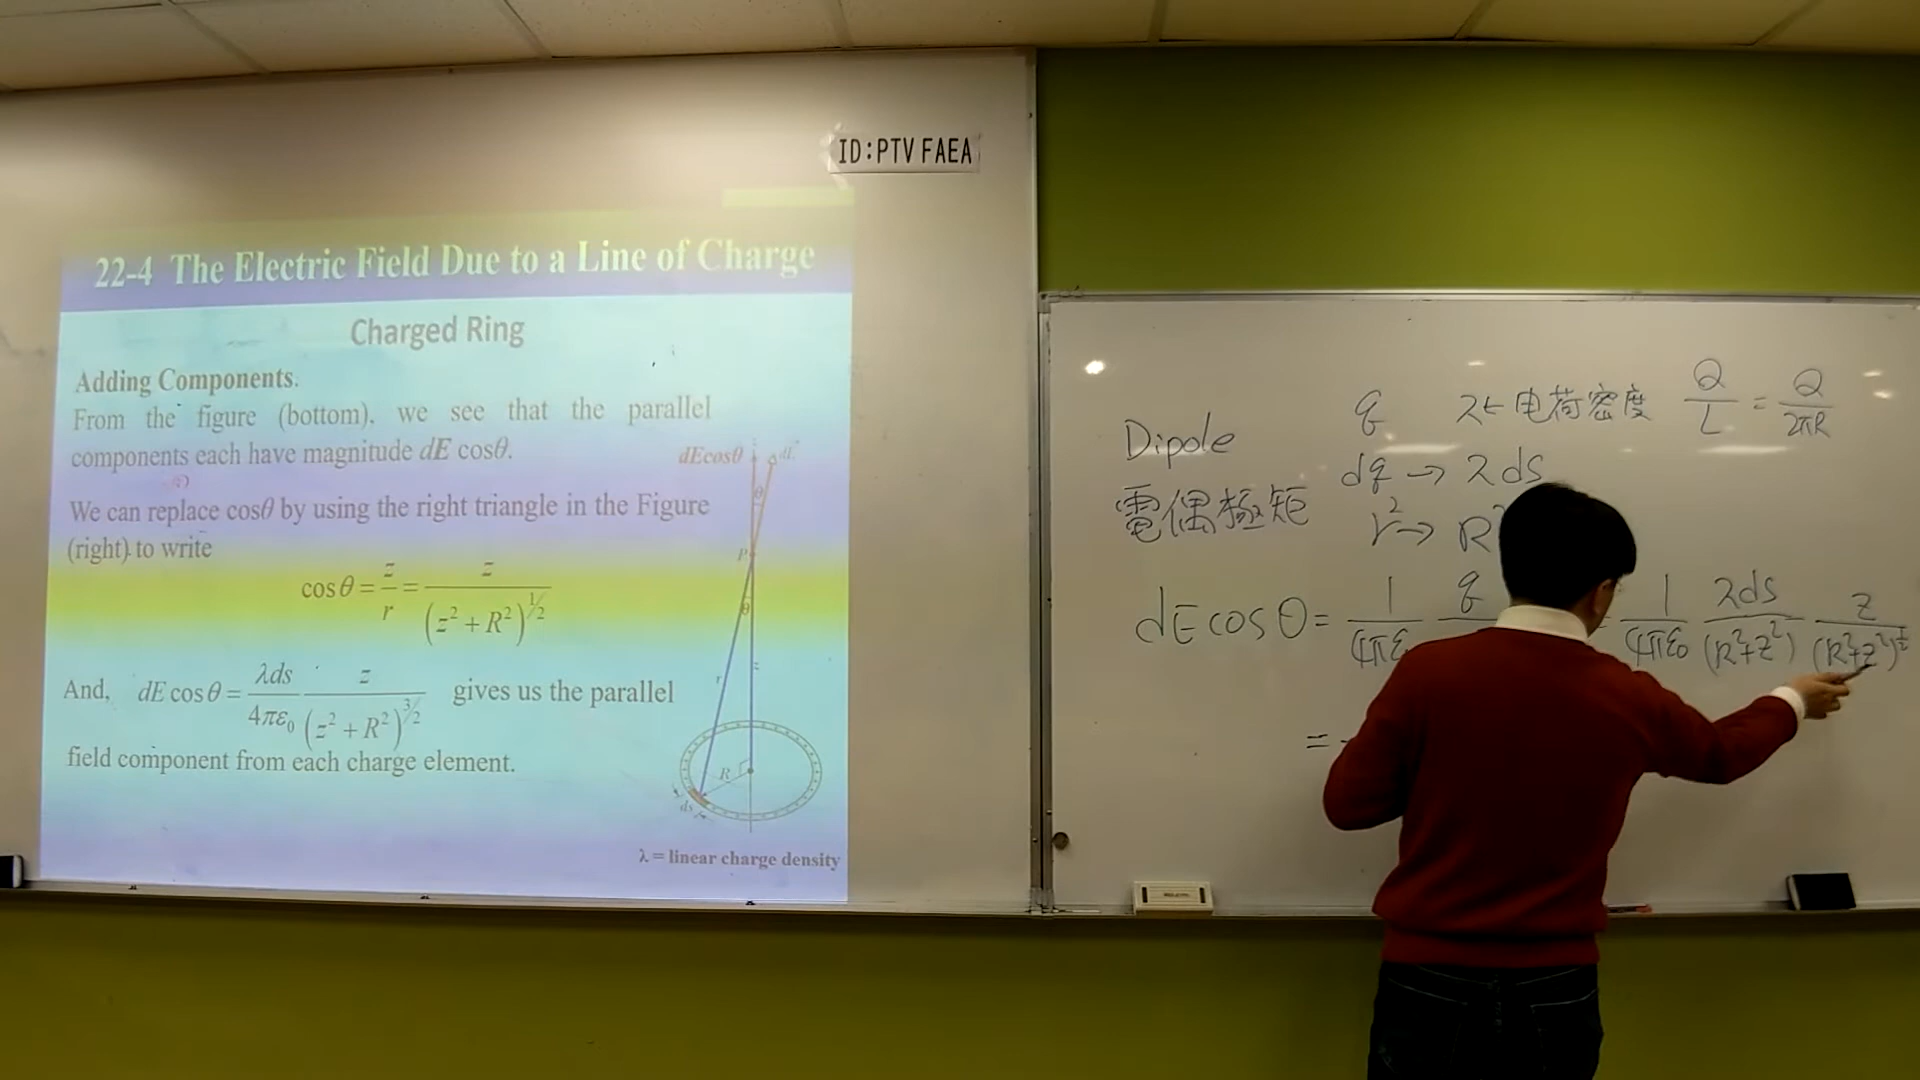 ID:PTV FAEA
22-4 The Electric Field Due to a Line of Charge
Charged Ring
Adding Components.
From the figure (bottom), we see that the parallel
components each have magnitude dE cosθ.
We can replace cosθ by using the right triangle in the Figure
(right) to write
cos θ = z/r = z/(z² + R²)^1/2
And, dE cos θ = λds/4πε₀ z/(z² + R²)^3/2 gives us the parallel
field component from each charge element.
dEcosθ dE
θ
P
θ
r z
R
ds
λ = linear charge density
Dipole
電偶極矩
q λ← 电荷密度 Q/L = Q/2πR
dq → λds
r² → R²
dE cos θ = 1/4πε q = 1/4πε₀ λds/(R²+z²) z/(R²+z²)^½
=